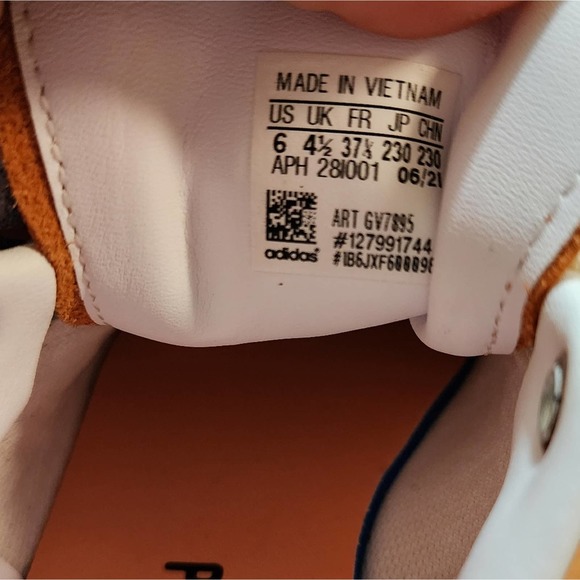 MADE IN VIETNAM
US UK FR JP CHN
6 4½ 37⅓ 230 230
APH 28I001 06/21
ART GV7895
#127991744
#1B6JXF600096
adidas